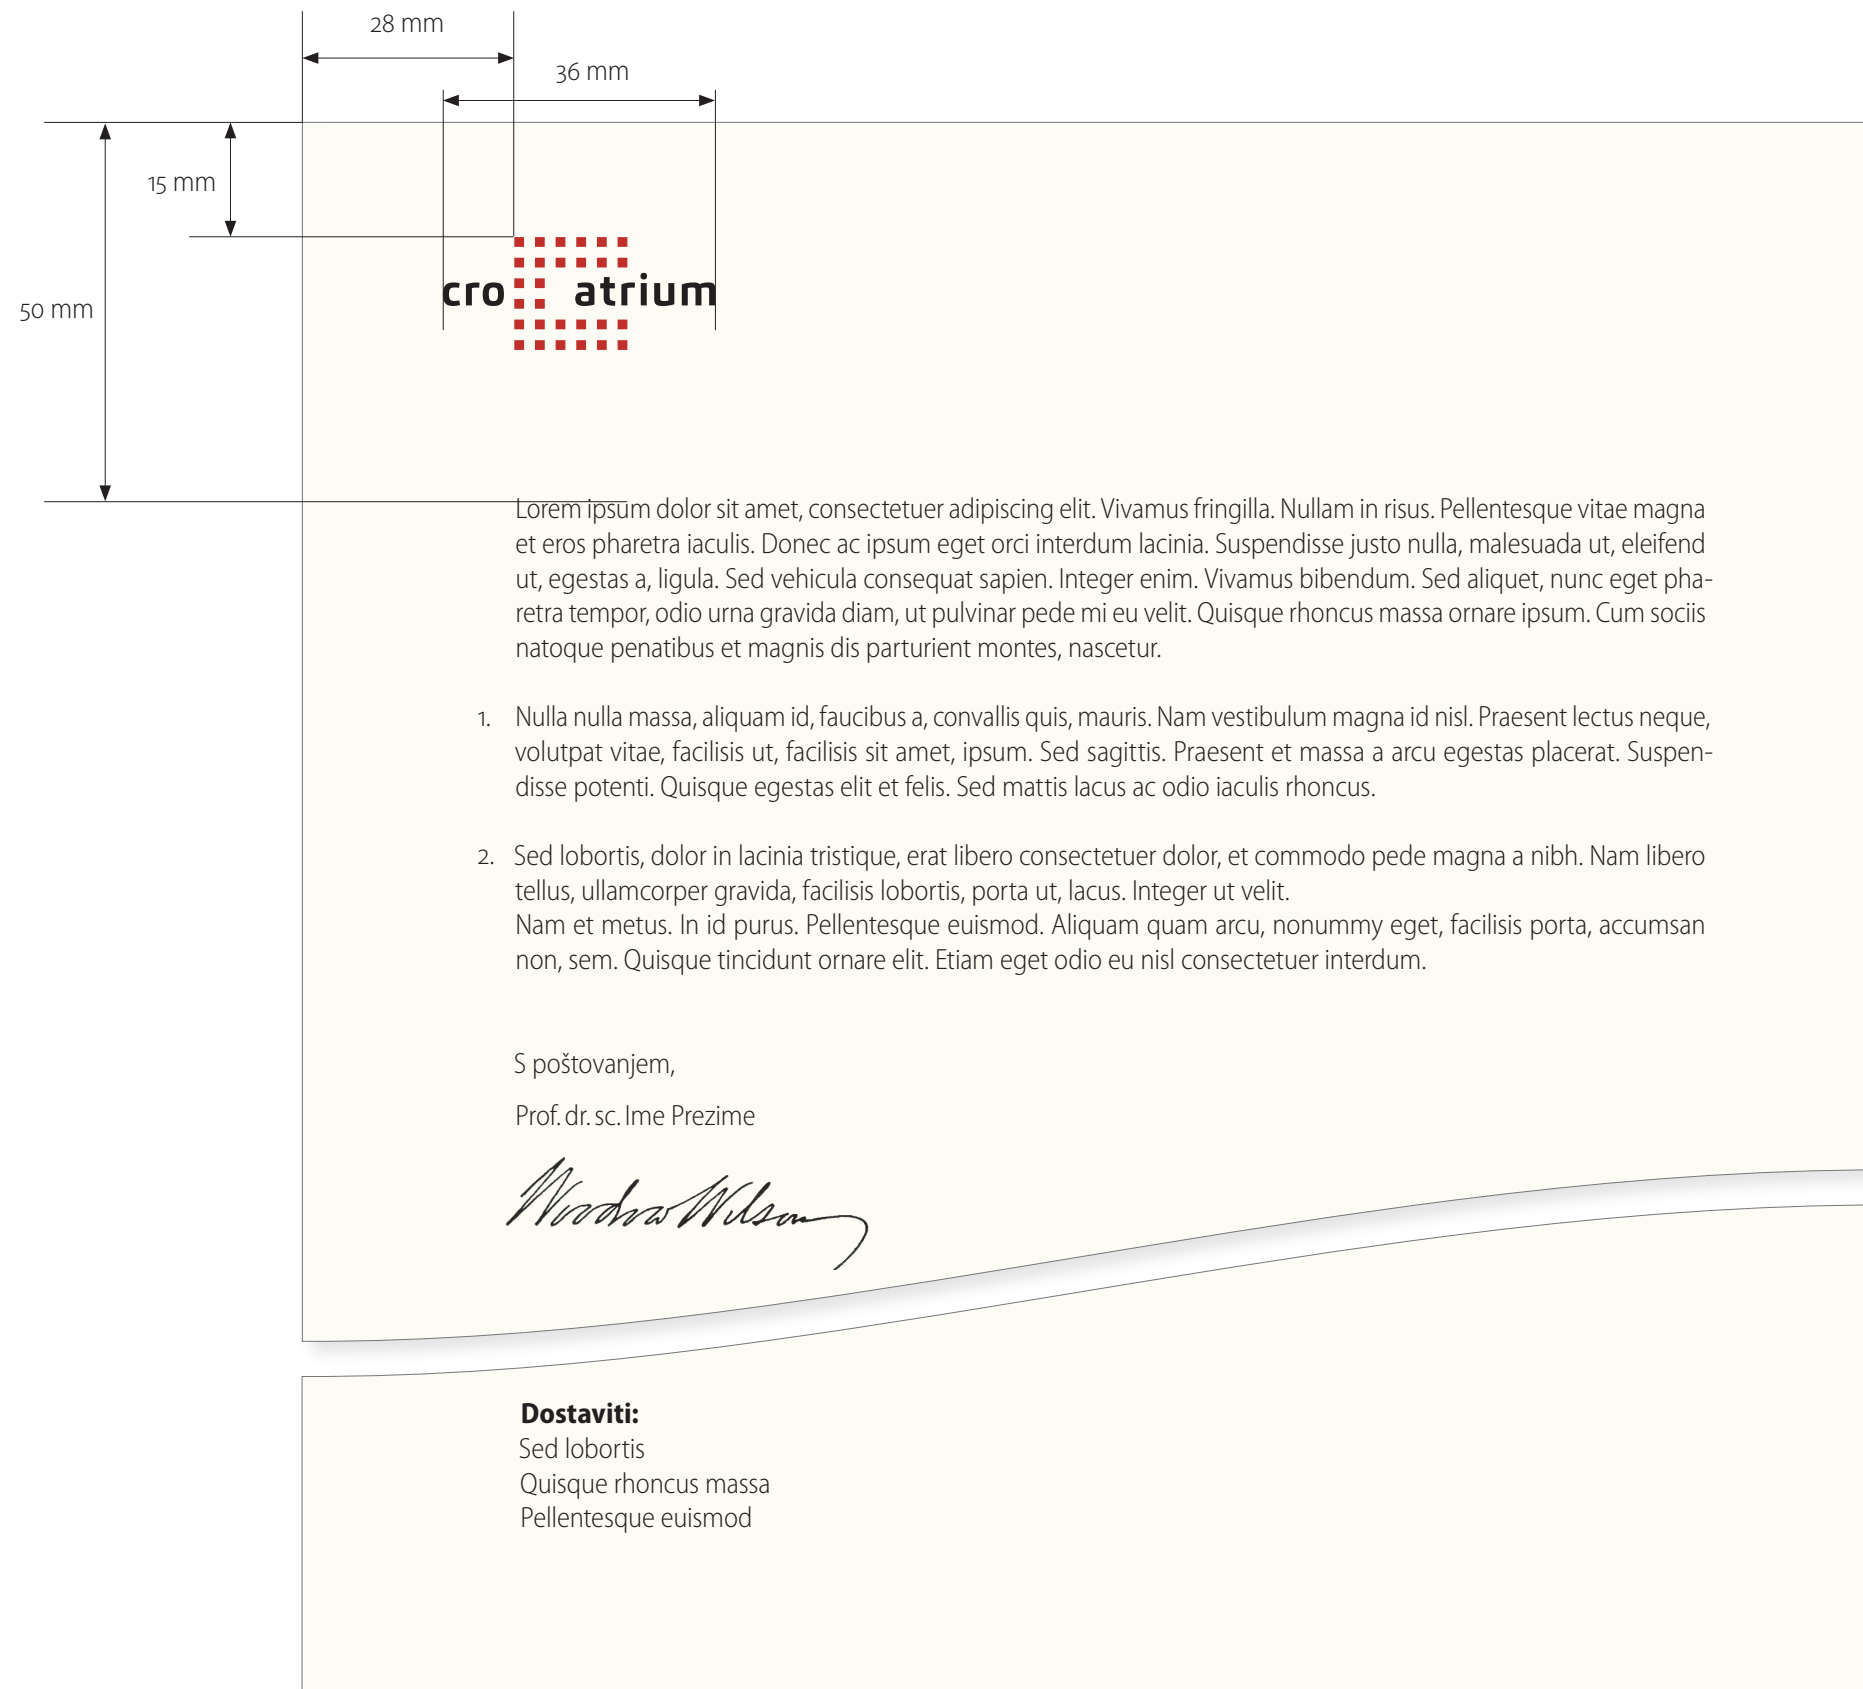 28 mm
36 mm
15 mm
50 mm
cro atrium
Lorem ipsum dolor sit amet, consectetuer adipiscing elit. Vivamus fringilla. Nullam in risus. Pellentesque vitae magna
et eros pharetra iaculis. Donec ac ipsum eget orci interdum lacinia. Suspendisse justo nulla, malesuada ut, eleifend
ut, egestas a, ligula. Sed vehicula consequat sapien. Integer enim. Vivamus bibendum. Sed aliquet, nunc eget pha-
retra tempor, odio urna gravida diam, ut pulvinar pede mi eu velit. Quisque rhoncus massa ornare ipsum. Cum sociis
natoque penatibus et magnis dis parturient montes, nascetur.
1. Nulla nulla massa, aliquam id, faucibus a, convallis quis, mauris. Nam vestibulum magna id nisl. Praesent lectus neque,
volutpat vitae, facilisis ut, facilisis sit amet, ipsum. Sed sagittis. Praesent et massa a arcu egestas placerat. Suspen-
disse potenti. Quisque egestas elit et felis. Sed mattis lacus ac odio iaculis rhoncus.
2. Sed lobortis, dolor in lacinia tristique, erat libero consectetuer dolor, et commodo pede magna a nibh. Nam libero
tellus, ullamcorper gravida, facilisis lobortis, porta ut, lacus. Integer ut velit.
Nam et metus. In id purus. Pellentesque euismod. Aliquam quam arcu, nonummy eget, facilisis porta, accumsan
non, sem. Quisque tincidunt ornare elit. Etiam eget odio eu nisl consectetuer interdum.
S poštovanjem,
Prof. dr. sc. Ime Prezime
Woodrow Wilson
Dostaviti:
Sed lobortis
Quisque rhoncus massa
Pellentesque euismod